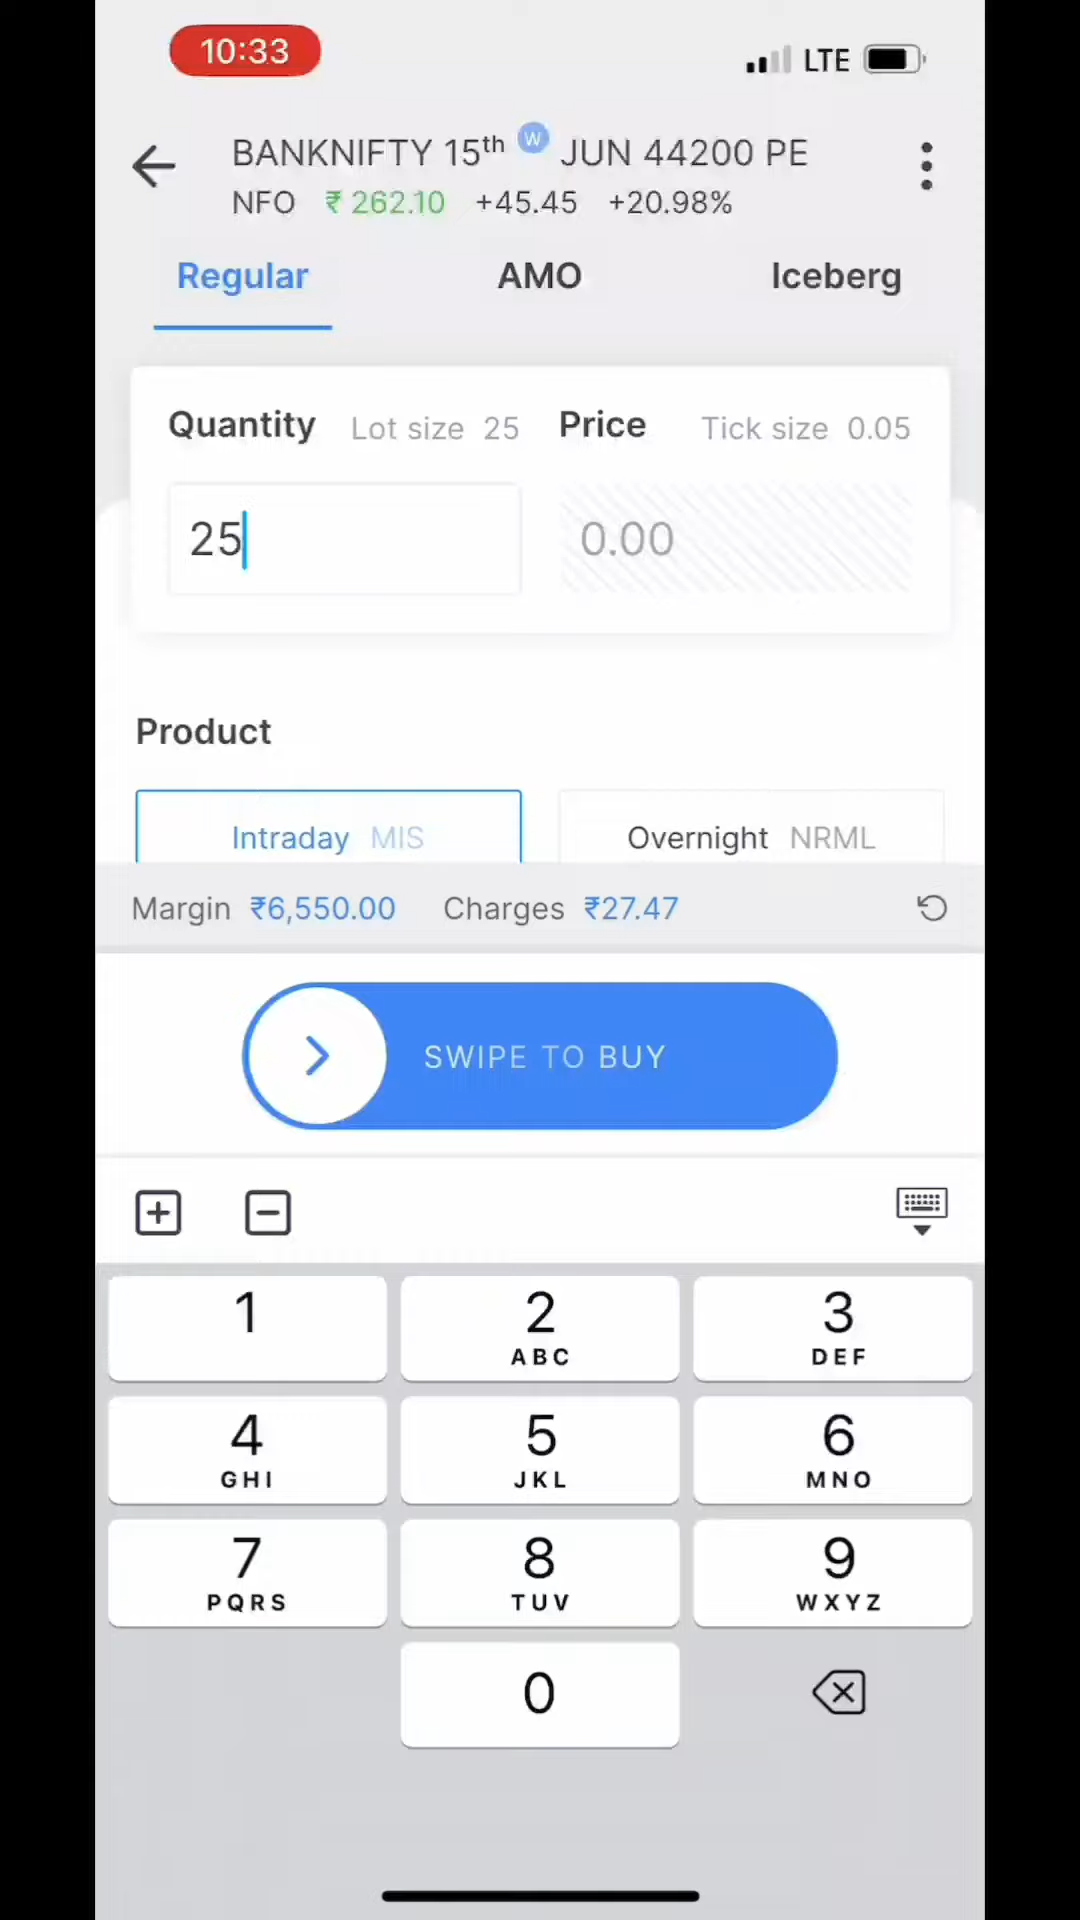 10:33 LTE
BANKNIFTY 15th W JUN 44200 PE
NFO ₹ 262.10 +45.45 +20.98%
Regular AMO Iceberg
Quantity Lot size 25 Price Tick size 0.05
25 0.00
Product
Intraday MIS Overnight NRML
Margin ₹6,550.00 Charges ₹27.47
SWIPE TO BUY
1 2 3
ABC DEF
4 5 6
GHI JKL MNO
7 8 9
PQRS TUV WXYZ
0